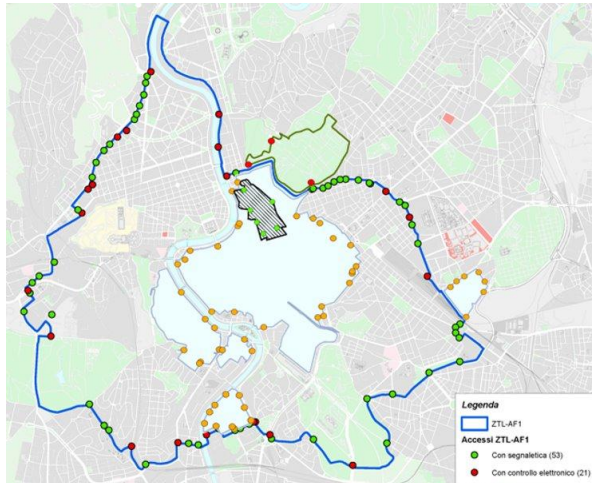 Legenda
ZTL-AF1
Accessi ZTL-AF1
Con segnaletica (53)
Con controllo elettronico (21)